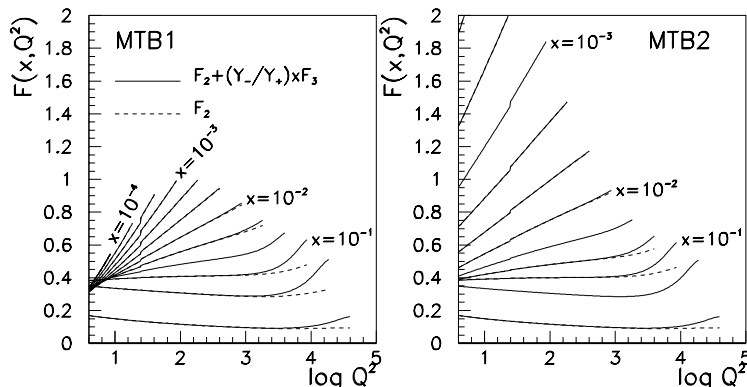 F(x,Q²)
2
1.8
1.6
1.4
1.2
1
0.8
0.6
0.4
0.2
0
MTB1
F₂+(Y₋/Y₊)xF₃
F₂
x=10⁻⁴
x=10⁻³
x=10⁻²
x=10⁻¹
1 2 3 4 5
log Q²
F(x,Q²)
2
1.8
1.6
1.4
1.2
1
0.8
0.6
0.4
0.2
0
MTB2
x=10⁻³
x=10⁻²
x=10⁻¹
1 2 3 4 5
log Q²